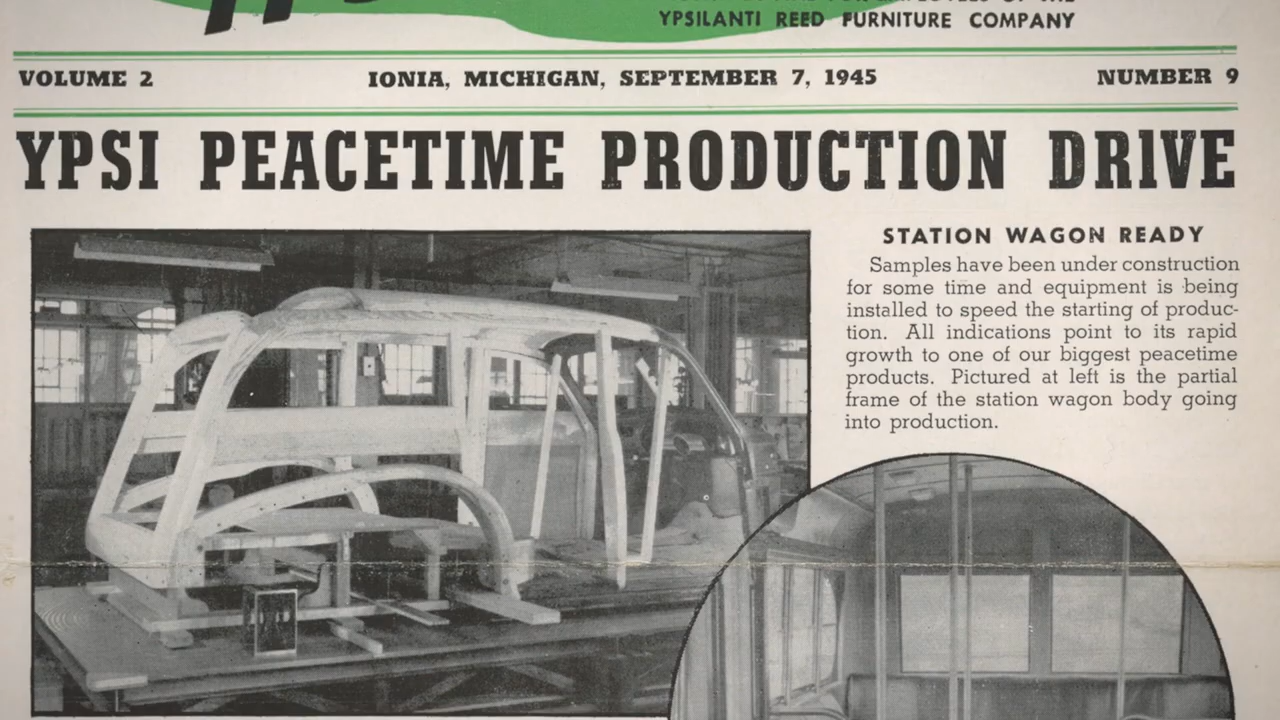 EMPLOYEES OF THE
YPSILANTI REED FURNITURE COMPANY
VOLUME 2
IONIA, MICHIGAN, SEPTEMBER 7, 1945
NUMBER 9
YPSI PEACETIME PRODUCTION DRIVE
STATION WAGON READY
Samples have been under construction
for some time and equipment is being
installed to speed the starting of produc-
tion. All indications point to its rapid
growth to one of our biggest peacetime
products. Pictured at left is the partial
frame of the station wagon body going
into production.